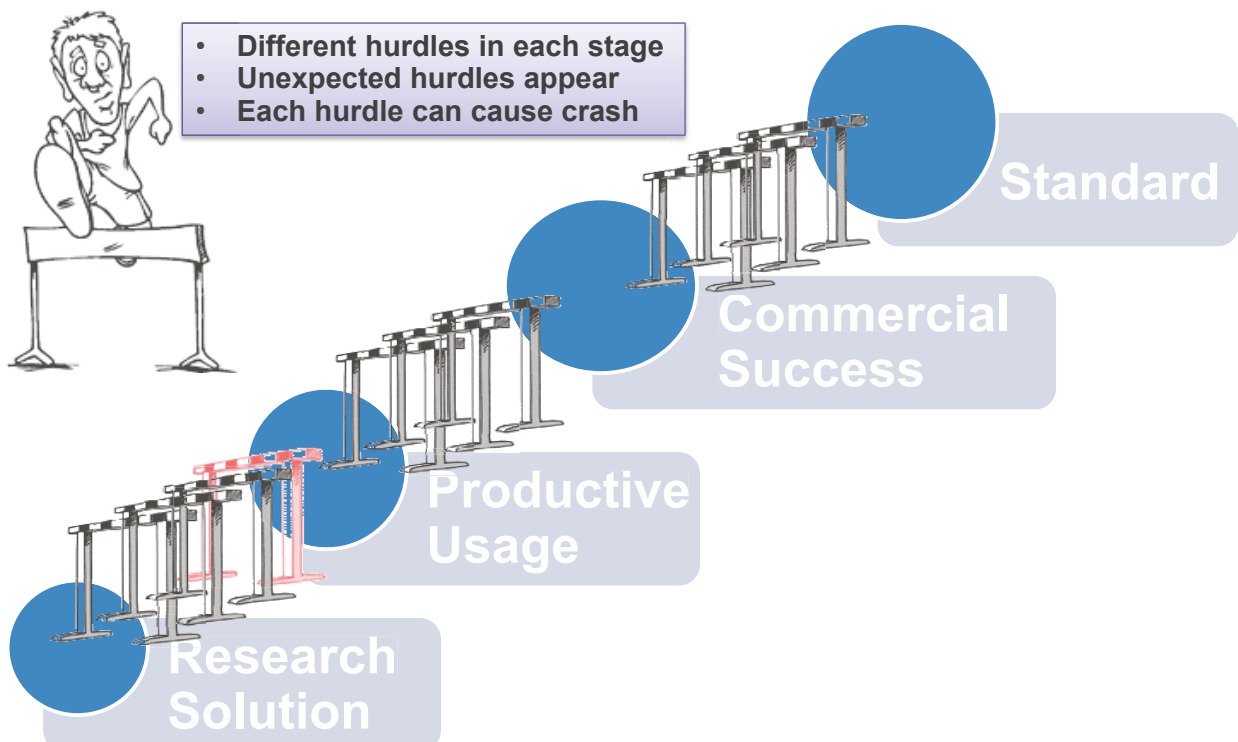 • Different hurdles in each stage
• Unexpected hurdles appear
• Each hurdle can cause crash
Standard
Commercial
Success
Productive
Usage
Research
Solution